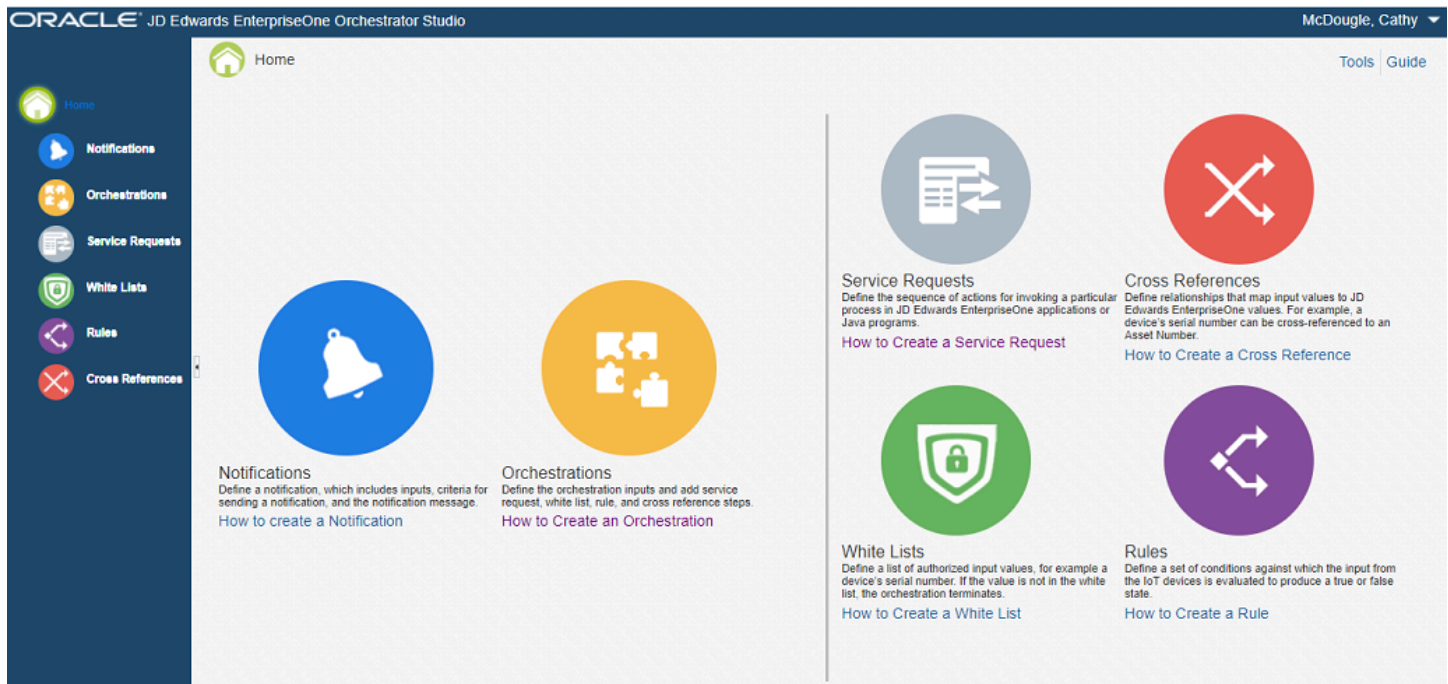 ORACLE® JD Edwards EnterpriseOne Orchestrator Studio
McDougle, Cathy
Home
Tools
Guide
Home
Notifications
Orchestrations
Service Requests
White Lists
Rules
Cross References
Notifications
Define a notification, which includes inputs, criteria for
sending a notification, and the notification message.
How to create a Notification
Orchestrations
Define the orchestration inputs and add service
request, white list, rule, and cross reference steps.
How to Create an Orchestration
Service Requests
Define the sequence of actions for invoking a particular
process in JD Edwards EnterpriseOne applications or
Java programs.
How to Create a Service Request
Cross References
Define relationships that map input values to JD
Edwards EnterpriseOne values. For example, a
device's serial number can be cross-referenced to an
Asset Number.
How to Create a Cross Reference
White Lists
Define a list of authorized input values, for example a
device's serial number. If the value is not in the white
list, the orchestration terminates.
How to Create a White List
Rules
Define a set of conditions against which the input from
the IoT devices is evaluated to produce a true or false
state.
How to Create a Rule